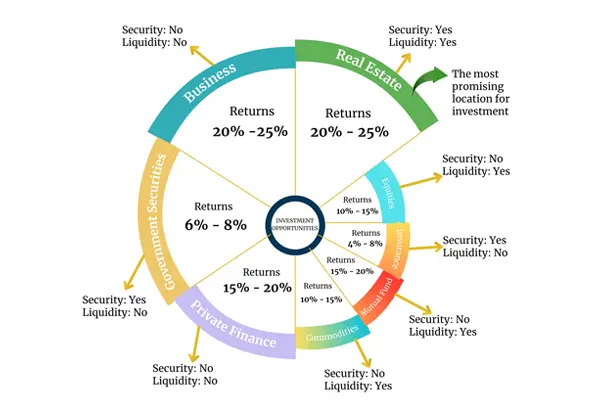 Security: No
Liquidity: No
Security: Yes
Liquidity: Yes
Business
Real Estate
The most
promising
location for
investment
Returns
20% -25%
Returns
20% - 25%
Security: No
Liquidity: Yes
Equities
Returns
10% - 15%
Government Securities
Returns
6% - 8%
INVESTMENT
OPPORTUNITIES
Returns
4% - 8%
Insurance
Security: Yes
Liquidity: No
Returns
15% - 20%
Mutual Fund
Returns
15% - 20%
Returns
10% - 15%
Security: Yes
Liquidity: No
Private Finance
Commodities
Security: No
Liquidity: Yes
Security: No
Liquidity: No
Security: No
Liquidity: Yes